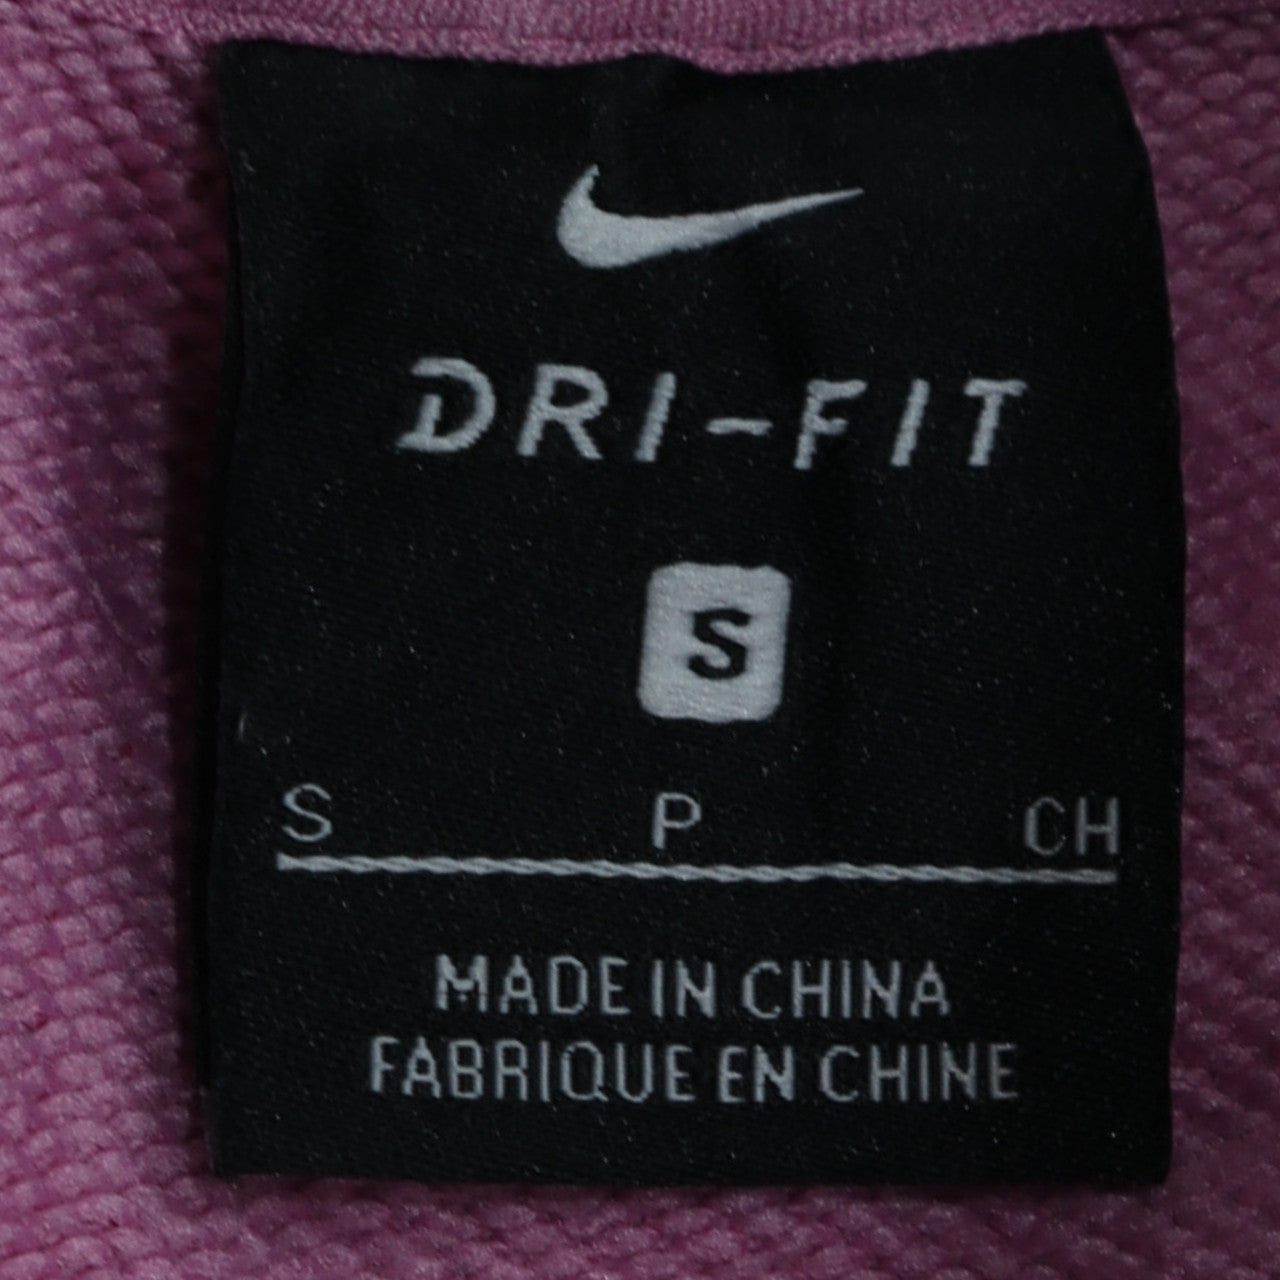 DRI-FIT
S
S P CH
MADE IN CHINA
FABRIQUE EN CHINE